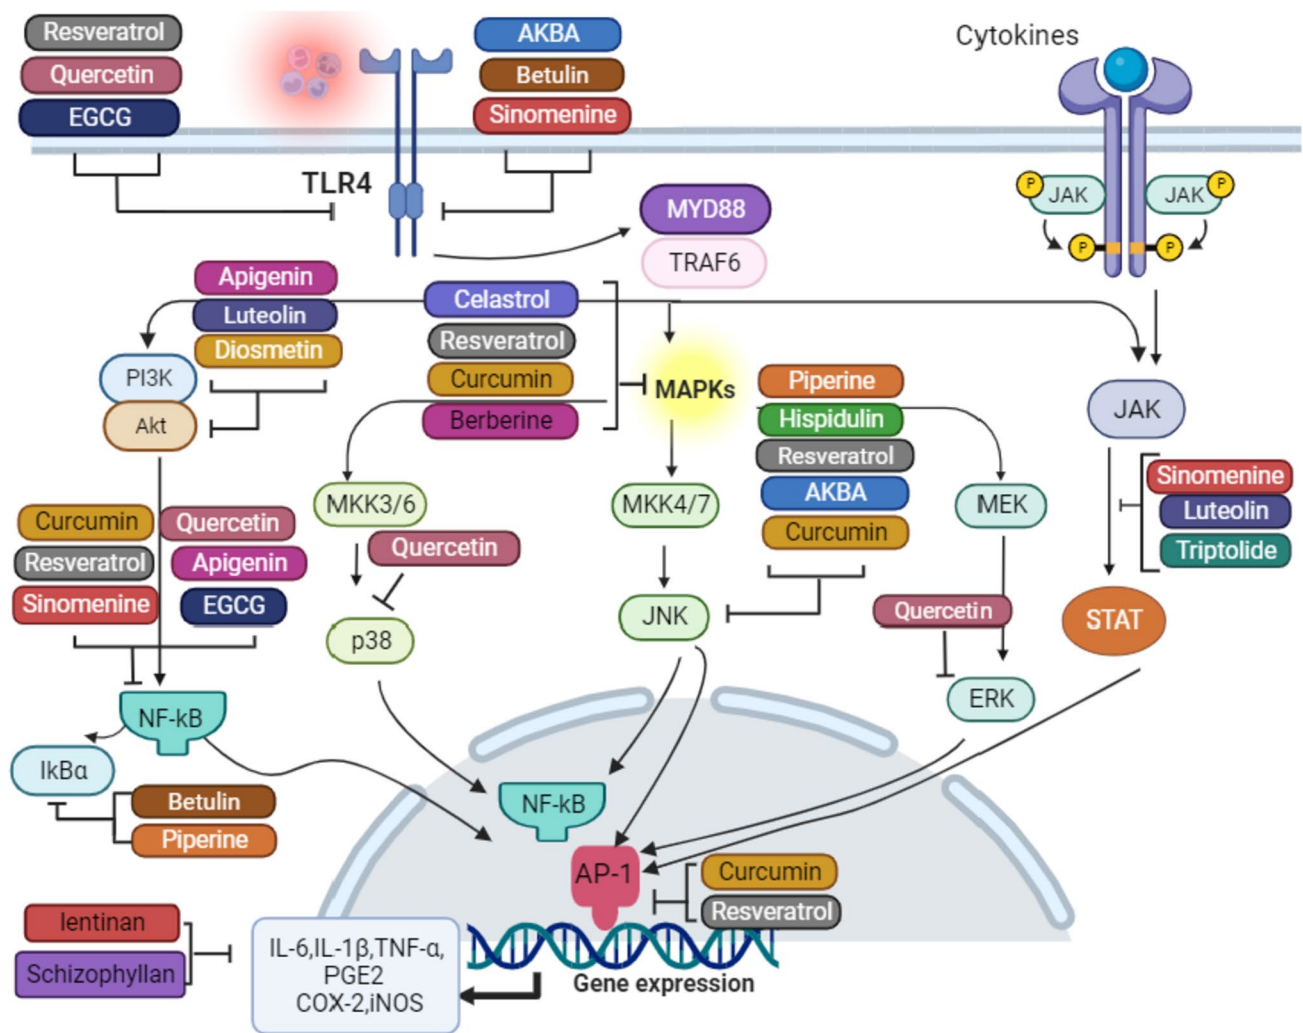 Resveratrol
Quercetin
EGCG
AKBA
Betulin
Sinomenine
Cytokines
TLR4
MYD88
TRAF6
P
JAK
JAK
P
P
P
Apigenin
Luteolin
Diosmetin
Celastrol
Resveratrol
Curcumin
Berberine
MAPKs
PI3K
Akt
Piperine
Hispidulin
Resveratrol
AKBA
Curcumin
JAK
Sinomenine
Luteolin
Triptolide
MKK3/6
MKK4/7
MEK
Curcumin
Resveratrol
Sinomenine
Quercetin
Apigenin
EGCG
Quercetin
p38
JNK
Quercetin
STAT
ERK
NF-kB
IkBα
Betulin
Piperine
NF-kB
AP-1
Curcumin
Resveratrol
lentinan
Schizophyllan
IL-6,IL-1β,TNF-α,
PGE2
COX-2,iNOS
Gene expression